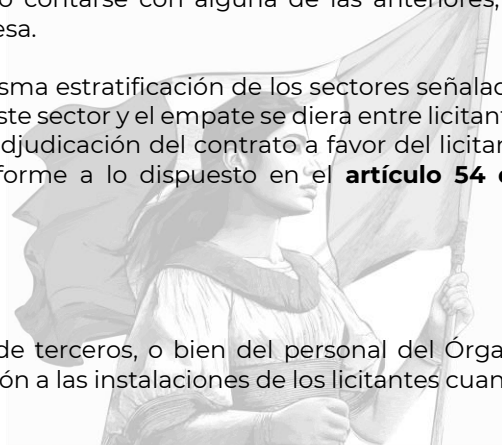 contarse con alguna de las anteriores,
esa.
sma estratificación de los sectores señalad
ste sector y el empate se diera entre licitant
djudicación del contrato a favor del licitar
forme a lo dispuesto en el artículo 54
de terceros, o bien del personal del Órga
ón a las instalaciones de los licitantes cuan